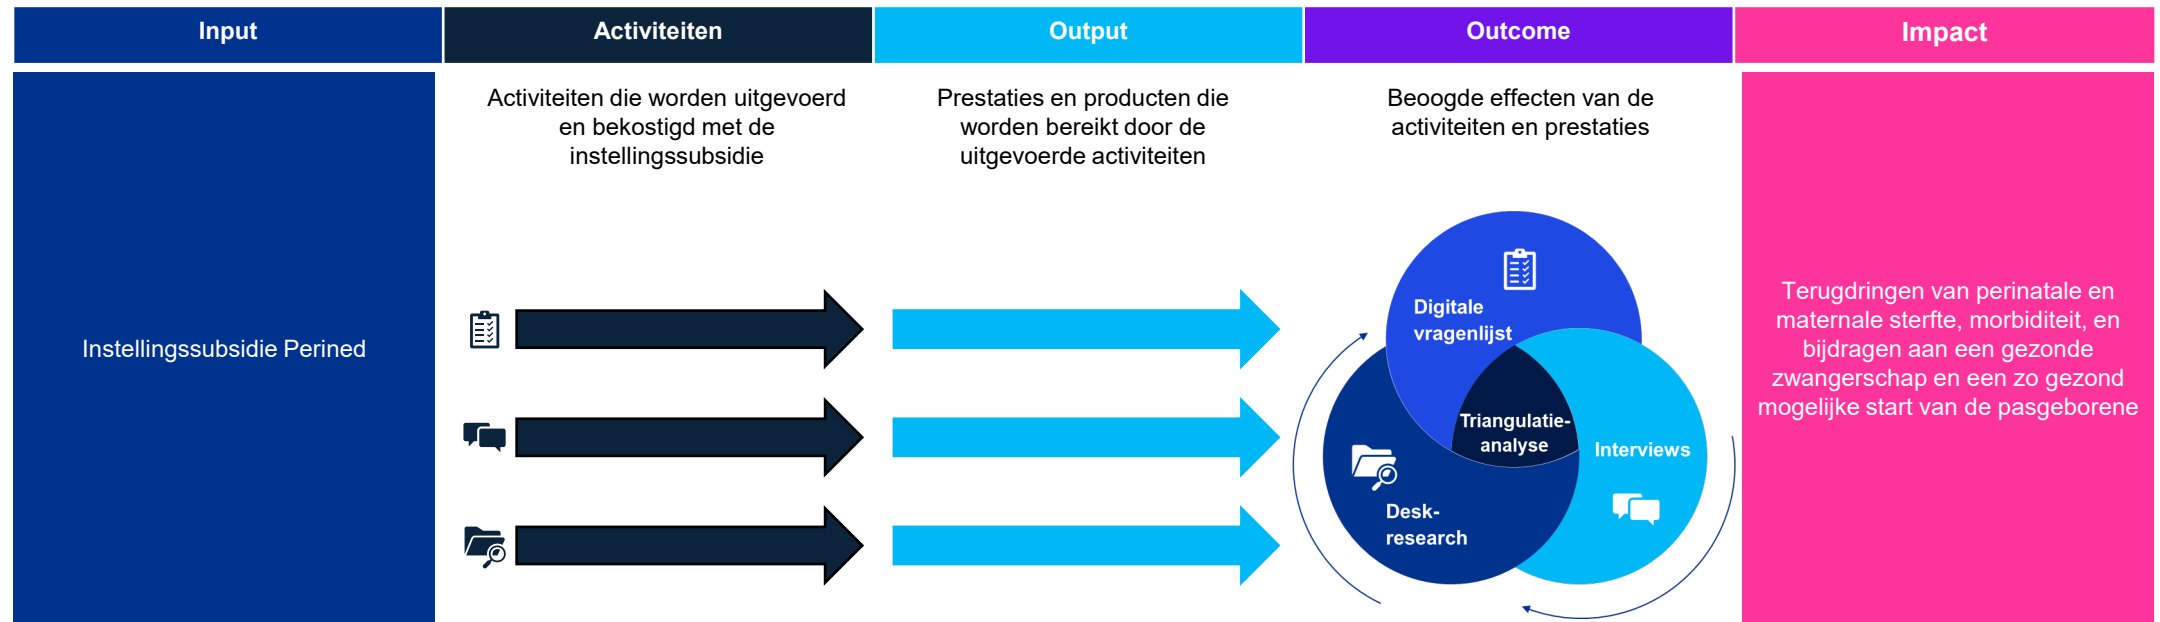 Input
Activiteiten
Output
Outcome
Impact
Instellingssubsidie Perined
Activiteiten die worden uitgevoerd
en bekostigd met de
instellingssubsidie
Prestaties en producten die
worden bereikt door de
uitgevoerde activiteiten
Beoogde effecten van de
activiteiten en prestaties
Digitale
vragenlijst
Triangulatie-
analyse
Interviews
Desk-
research
Terugdringen van perinatale en
maternale sterfte, morbiditeit, en
bijdragen aan een gezonde
zwangerschap en een zo gezond
mogelijke start van de pasgeborene